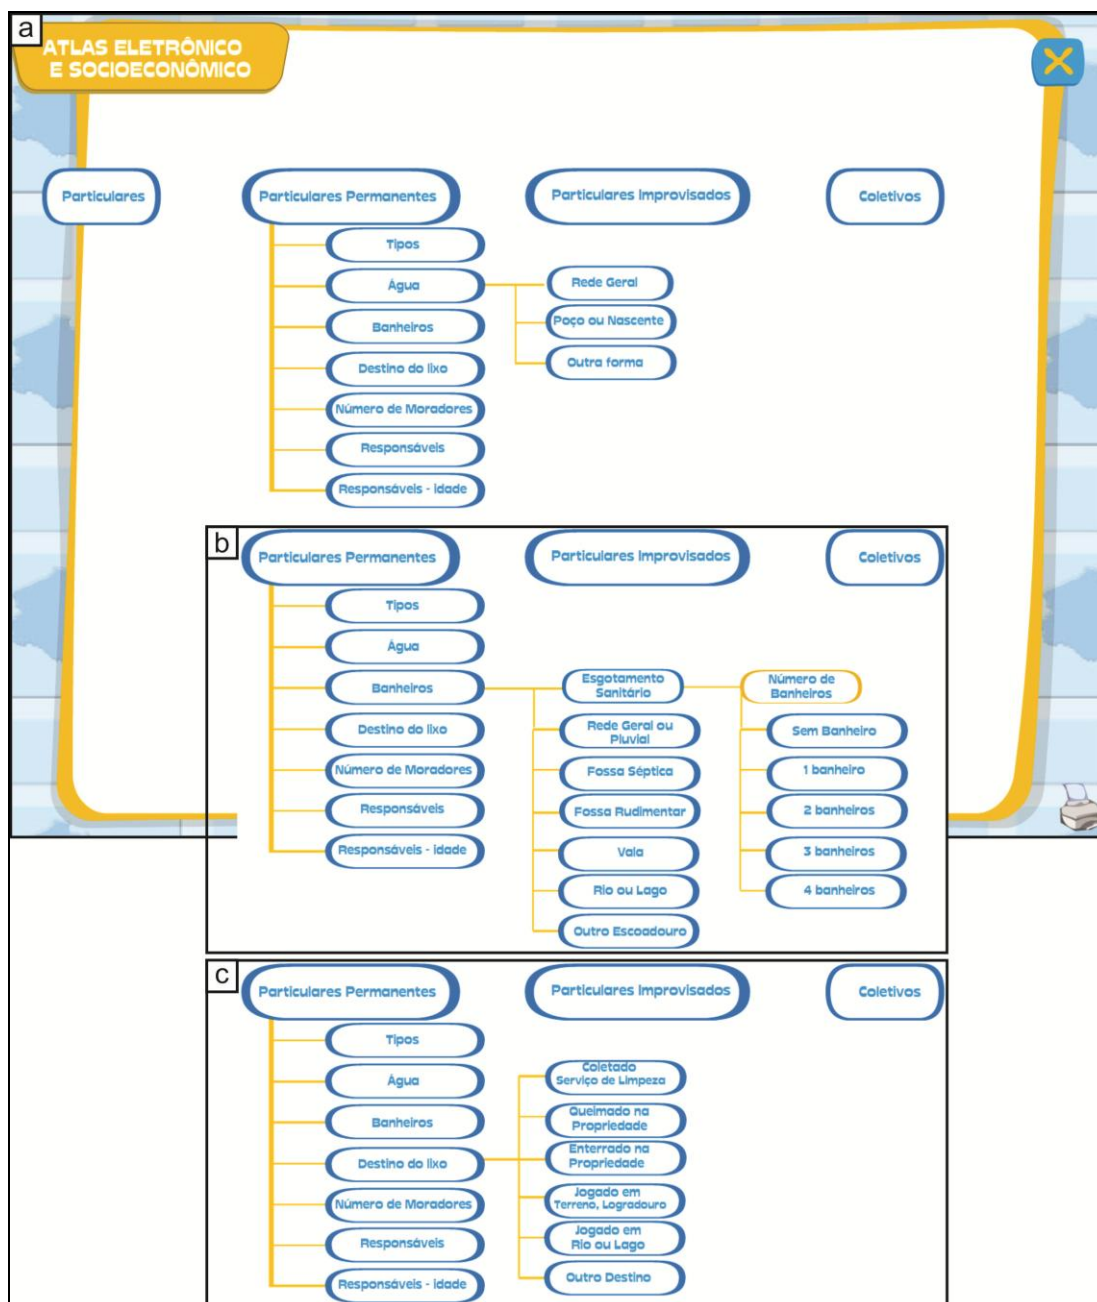 a
ATLAS ELETRÔNICO
E SOCIOECONÔMICO
Particulares
Particulares Permanentes
Particulares Improvisados
Coletivos
Tipos
Água
Rede Geral
Poço ou Nascente
Outra forma
Banheiros
Destino do lixo
Número de Moradores
Responsáveis
Responsáveis - idade
b
Particulares Permanentes
Particulares Improvisados
Coletivos
Tipos
Água
Banheiros
Esgotamento
Sanitário
Número de
Banheiros
Rede Geral ou
Pluvial
Sem Banheiro
Fossa Séptica
1 banheiro
Fossa Rudimentar
2 banheiros
Vala
3 banheiros
Rio ou Lago
4 banheiros
Outro Escoadouro
Destino do lixo
Número de Moradores
Responsáveis
Responsáveis - idade
c
Particulares Permanentes
Particulares Improvisados
Coletivos
Tipos
Água
Banheiros
Destino do lixo
Coletado
Serviço de Limpeza
Queimado na
Propriedade
Enterrado na
Propriedade
Jogado em
Terreno, Logradouro
Jogado em
Rio ou Lago
Outro Destino
Número de Moradores
Responsáveis
Responsáveis - idade